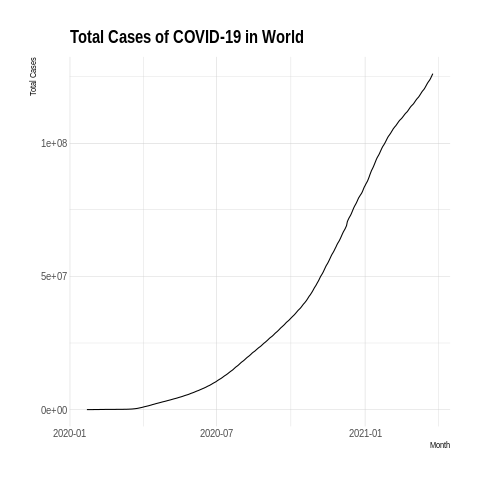 Total Cases of COVID-19 in World
Total Cases
1e+08
5e+07
0e+00
2020-01
2020-07
2021-01
Month